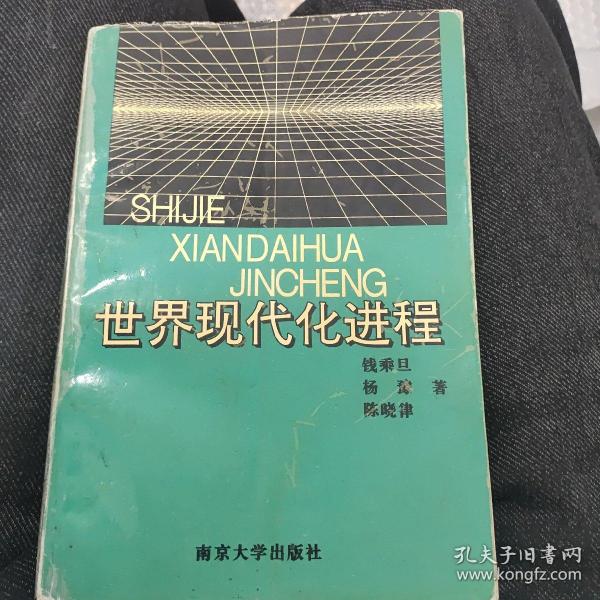 SHIJIE
XIANDAIHUA
JINCHENG
世界现代化进程
钱乘旦
杨豫 著
陈晓律
南京大学出版社
孔夫子旧书网
www.kongfz.com